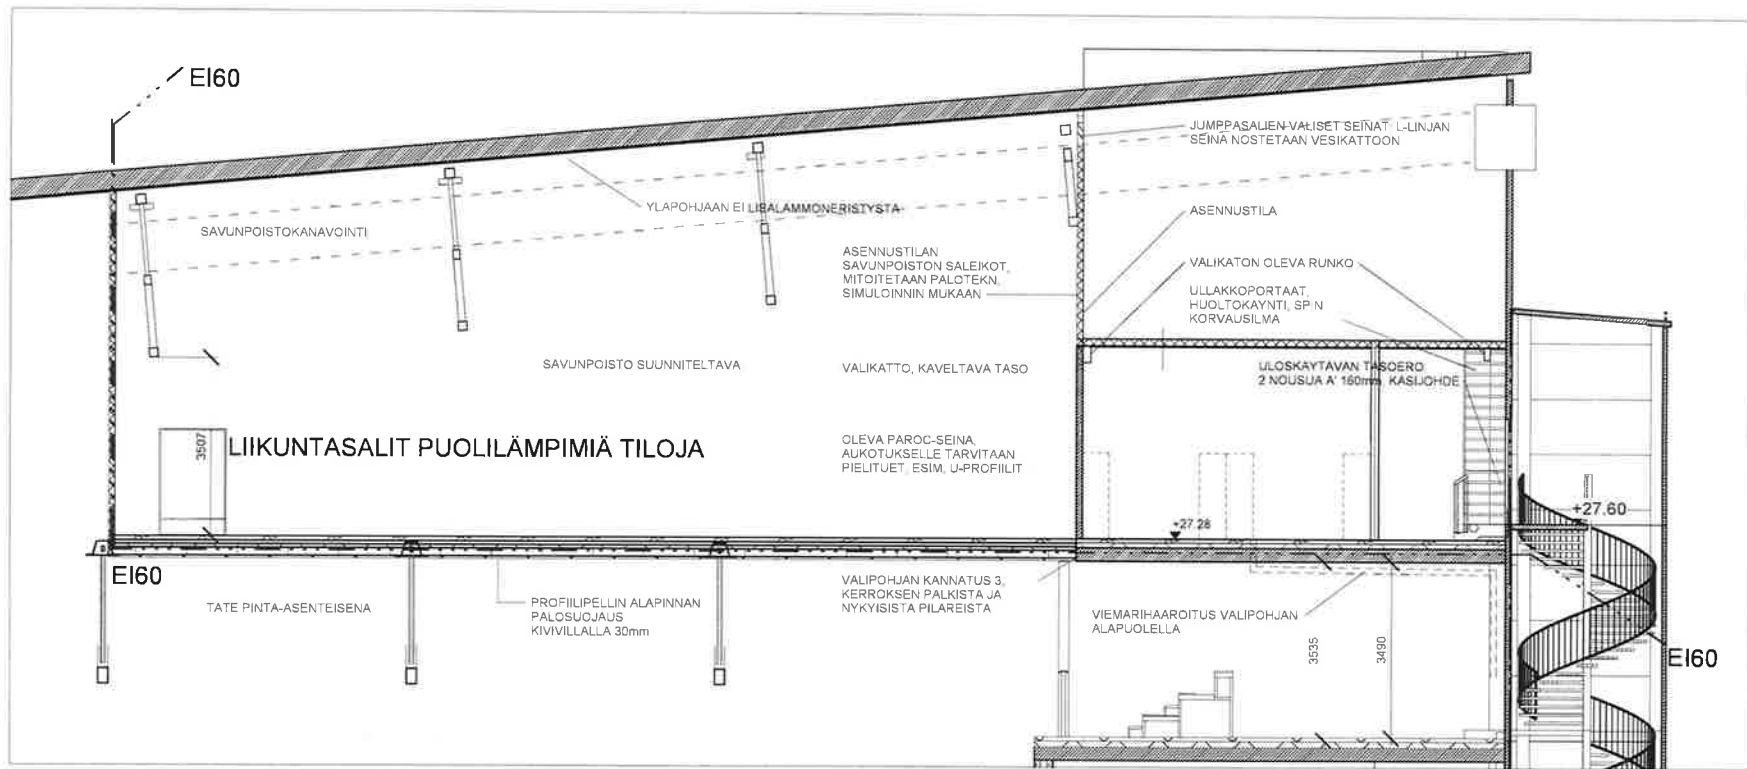 EI60
JUMPPASALIEN VALISET SEINAT L-LINJAN
SEINA NOSTETAAN VESIKATTOON
YLAPOHJAAN EI LISALAMMONERISTYSTA
ASENNUSTILA
SAVUNPOISTOKANAVOINTI
ASENNUSTILAN
SAVUNPOISTON SALEIKOT,
MITOITETAAN PALOTEKN.
SIMULOINNIN MUKAAN
VALIKATON OLEVA RUNKO
ULLAKKOPORTAAT,
HUOLTOKAYNTI, SP:N
KORVAUSILMA
SAVUNPOISTO SUUNNITELTAVA
VALIKATTO, KAVELTAVA TASO
ULOSKAYTAVAN TASOERO
2 NOUSUA A' 160mm, KASIJOHDE
3507
LIIKUNTASALIT PUOLILÄMPIMIÄ TILOJA
OLEVA PAROC-SEINA,
AUKOTUKSELLE TARVITAAN
PIELITUET, ESIM. U-PROFIILIT
+27.28
+27.60
EI60
TATE PINTA-ASENTEISENA
PROFIILIPELLIN ALAPINNAN
PALOSUOJAUS
KIVIVILLALLA 30mm
VALIPOHJAN KANNATUS 3.
KERROKSEN PALKISTA JA
NYKYISISTA PILAREISTA
VIEMARIHAAROITUS VALIPOHJAN
ALAPUOLELLA
3535
3490
EI60